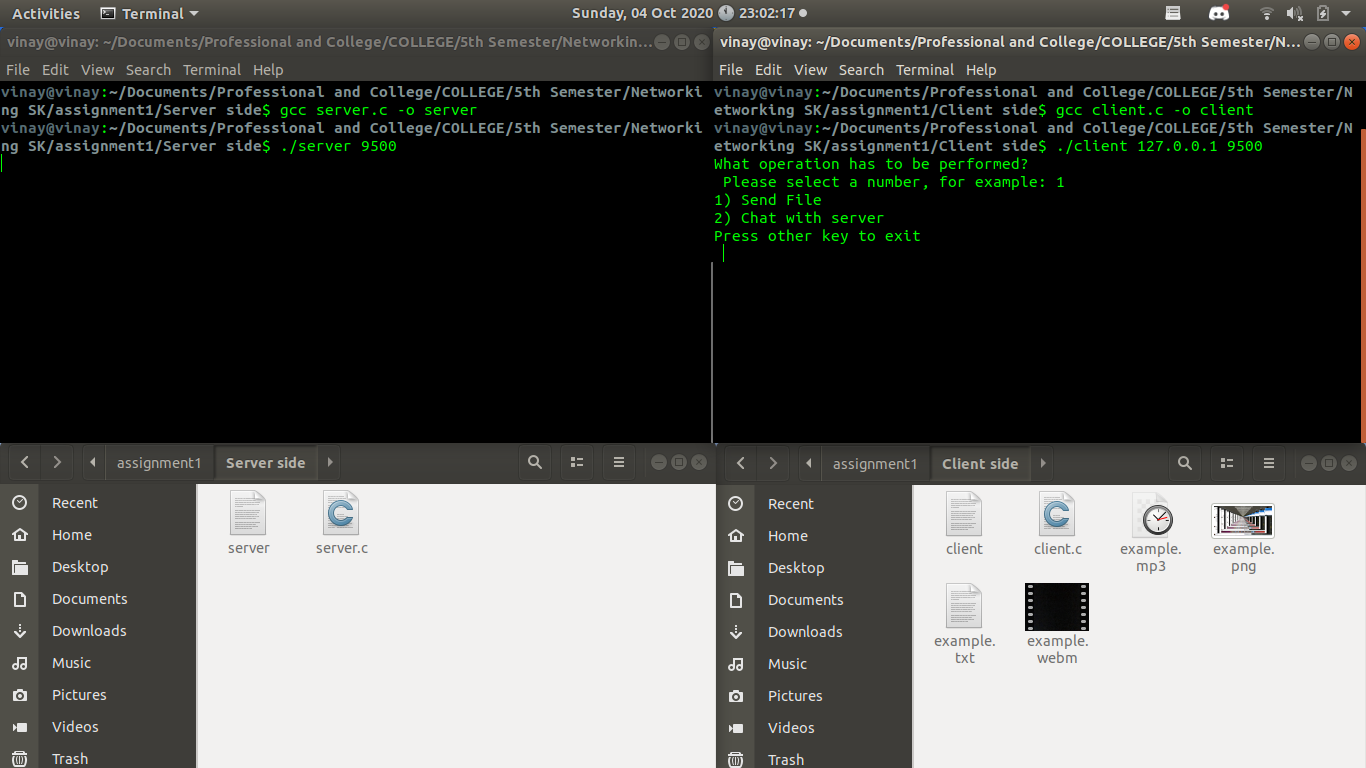 Activities Terminal Sunday, 04 Oct 2020 23:02:17
vinay@vinay: ~/Documents/Professional and College/COLLEGE/5th Semester/Networkin...
File Edit View Search Terminal Help
vinay@vinay:~/Documents/Professional and College/COLLEGE/5th Semester/Networki
ng SK/assignment1/Server side$ gcc server.c -o server
vinay@vinay:~/Documents/Professional and College/COLLEGE/5th Semester/Networki
ng SK/assignment1/Server side$ ./server 9500
vinay@vinay: ~/Documents/Professional and College/COLLEGE/5th Semester/N...
File Edit View Search Terminal Help
vinay@vinay:~/Documents/Professional and College/COLLEGE/5th Semester/N
etworking SK/assignment1/Client side$ gcc client.c -o client
vinay@vinay:~/Documents/Professional and College/COLLEGE/5th Semester/N
etworking SK/assignment1/Client side$ ./client 127.0.0.1 9500
What operation has to be performed?
 Please select a number, for example: 1
1) Send File
2) Chat with server
Press other key to exit
assignment1 Server side
Recent
Home
Desktop
Documents
Downloads
Music
Pictures
Videos
Trash
server server.c
assignment1 Client side
Recent
Home
Desktop
Documents
Downloads
Music
Pictures
Videos
Trash
client client.c example. example.
mp3 png
example. example.
txt webm